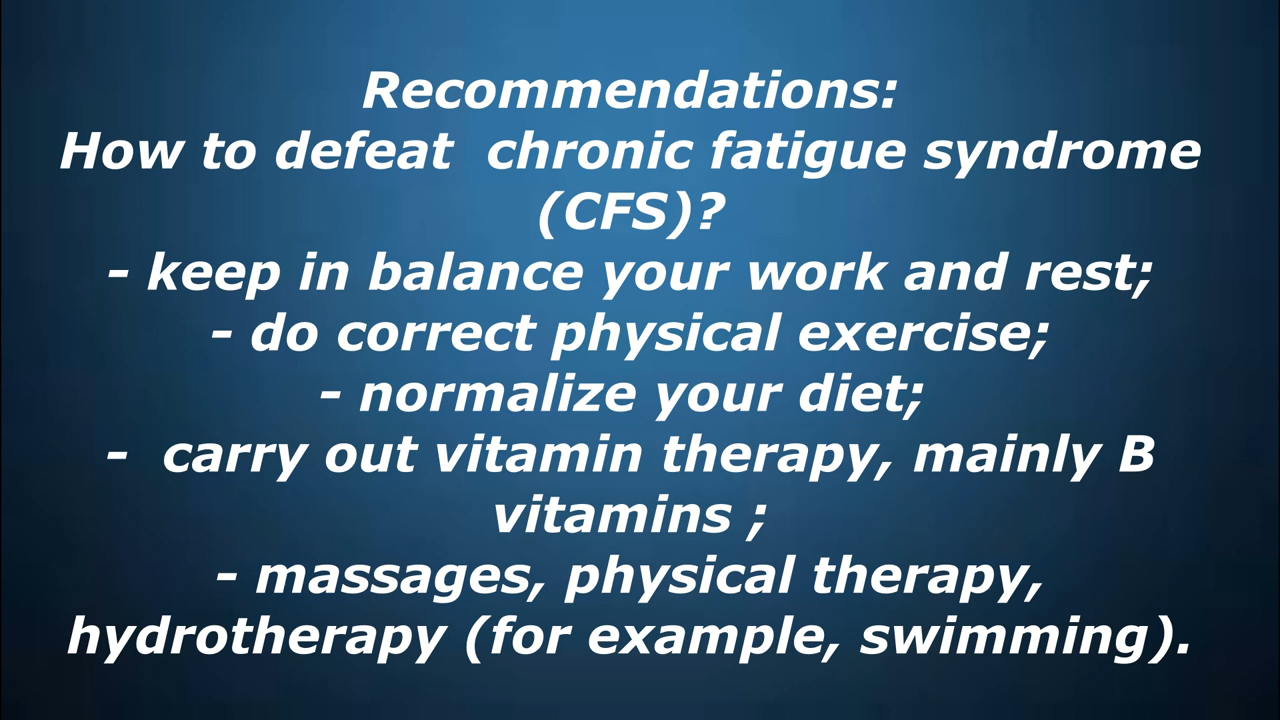 Recommendations:
How to defeat  chronic fatigue syndrome
(CFS)?
- keep in balance your work and rest;
- do correct physical exercise;
- normalize your diet;
-  carry out vitamin therapy, mainly B
vitamins ;
- massages, physical therapy,
hydrotherapy (for example, swimming).